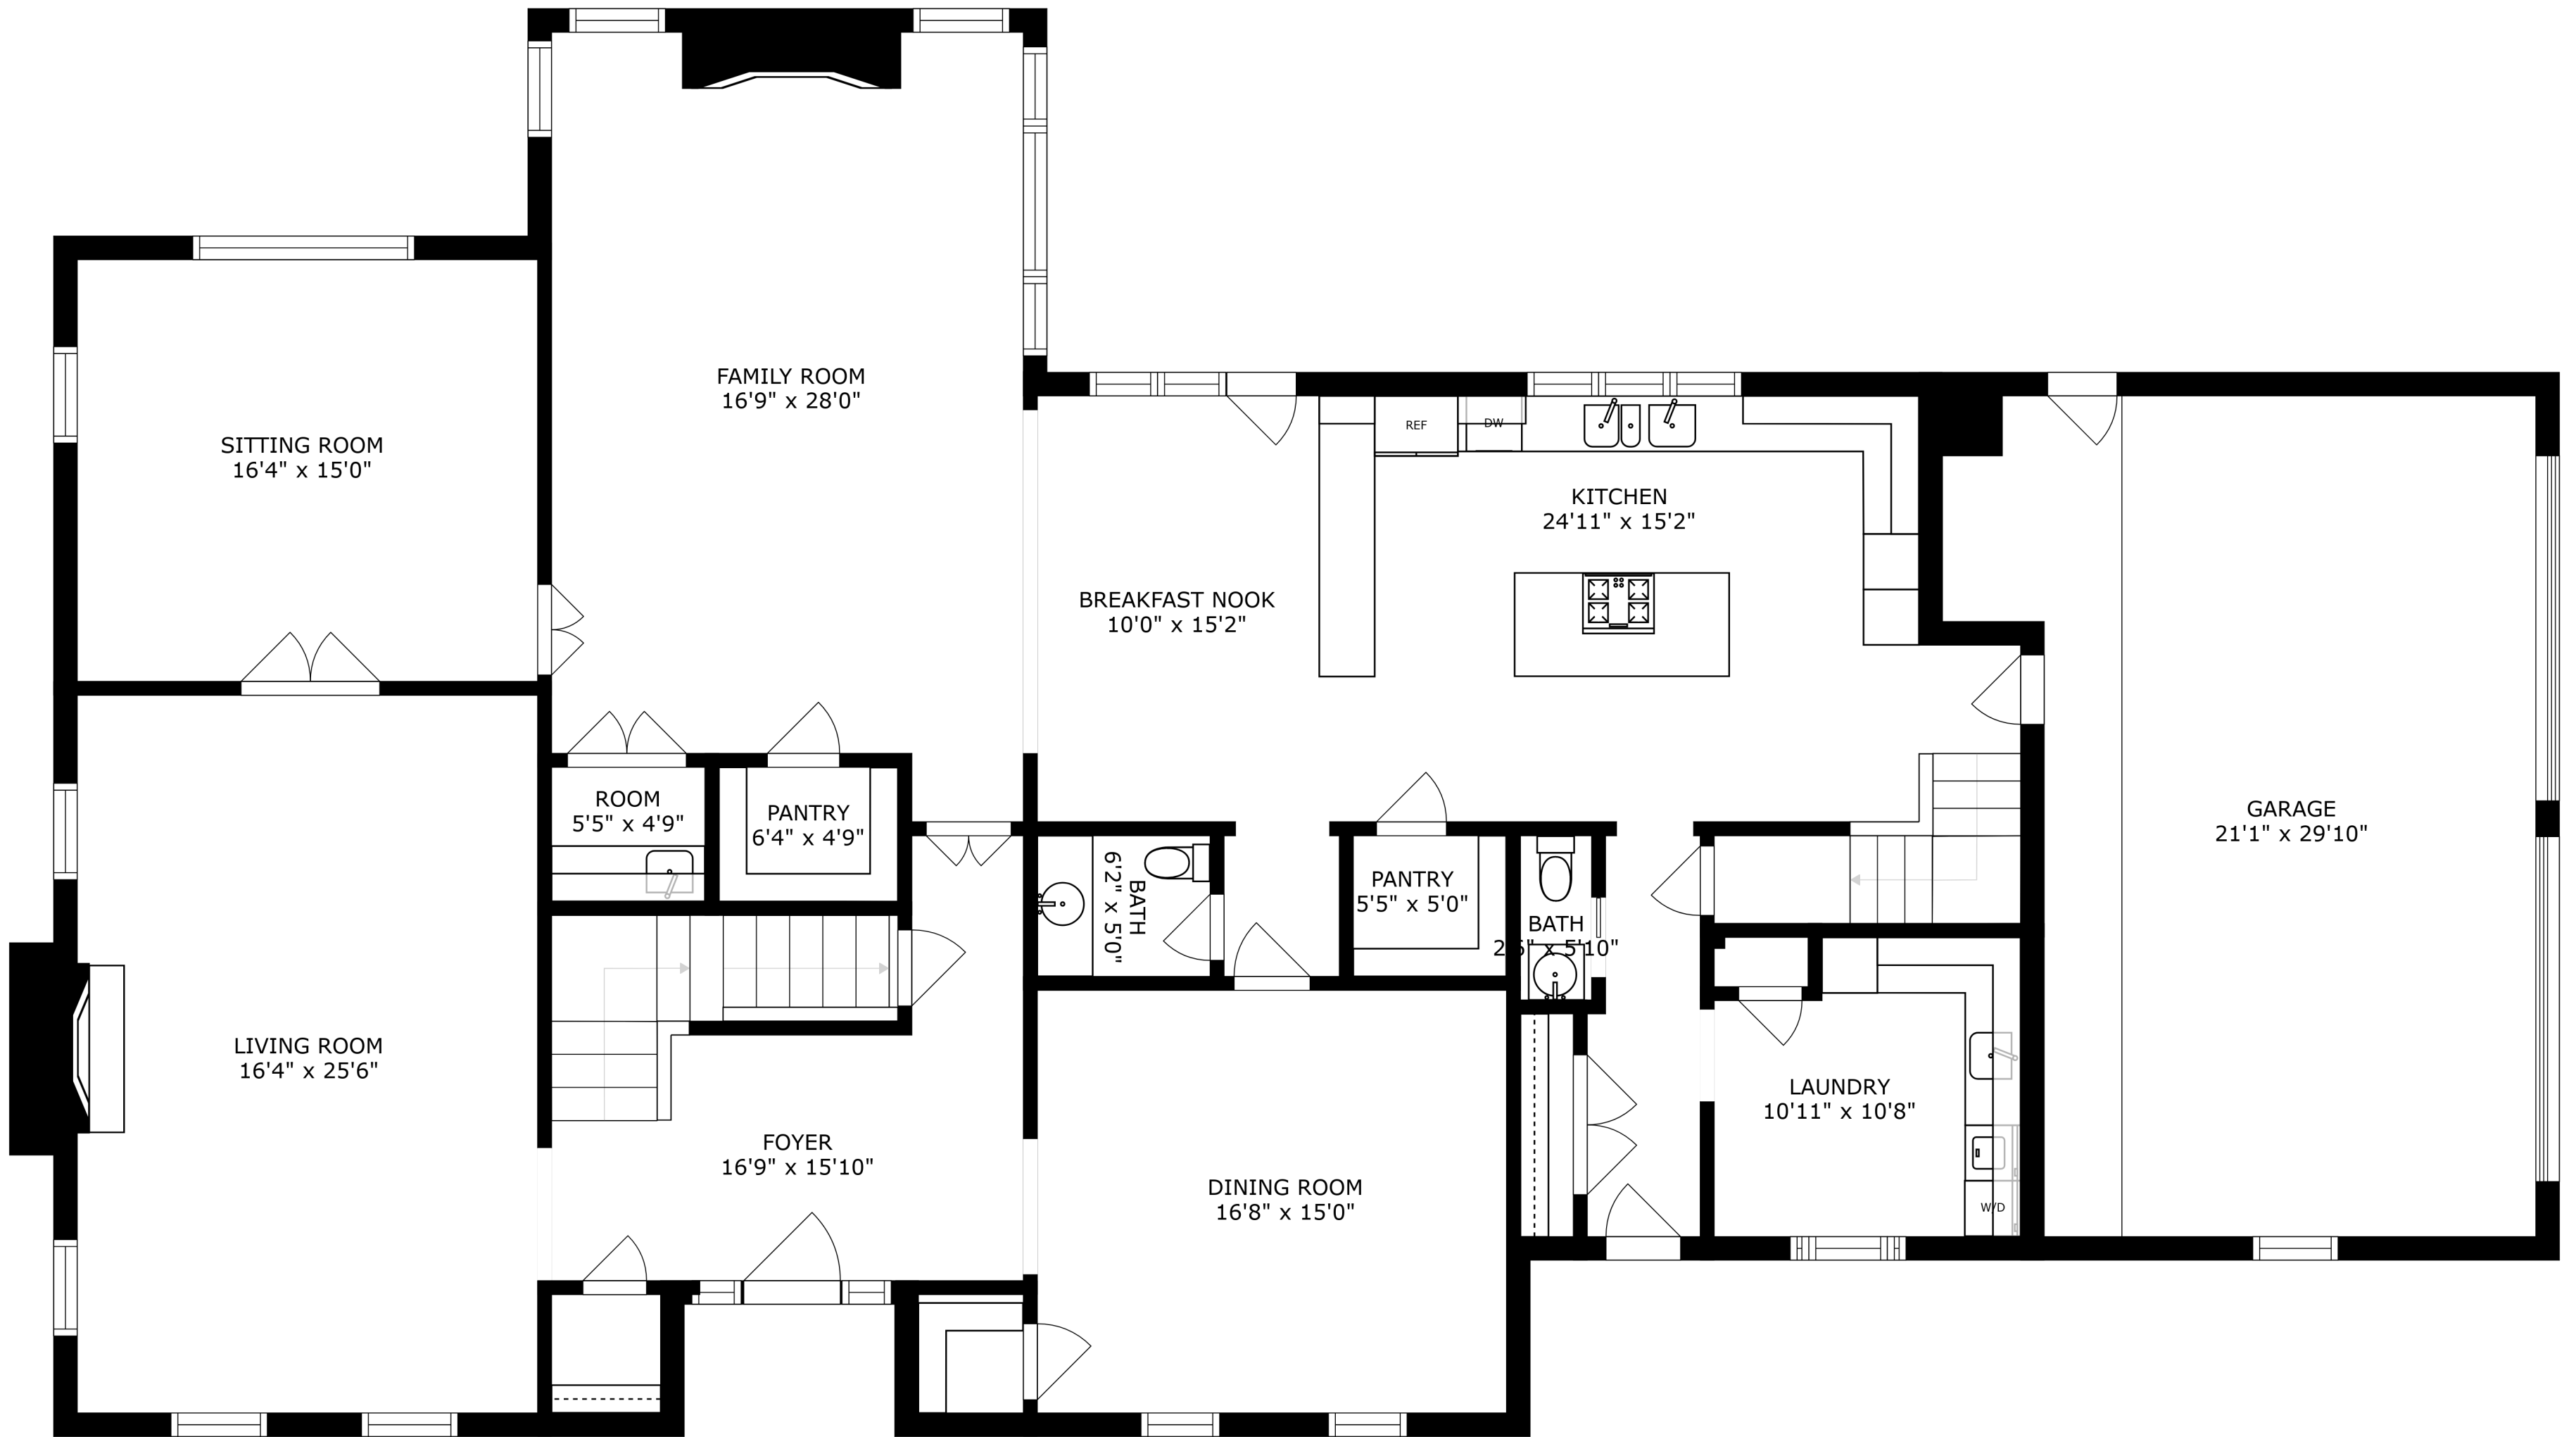 FAMILY ROOM
16'9" x 28'0"
SITTING ROOM
16'4" x 15'0"
REF
DW
KITCHEN
24'11" x 15'2"
BREAKFAST NOOK
10'0" x 15'2"
ROOM
5'5" x 4'9"
PANTRY
6'4" x 4'9"
GARAGE
21'1" x 29'10"
BATH
6'2" x 5'0"
PANTRY
5'5" x 5'0"
BATH
x 5'10"
LIVING ROOM
16'4" x 25'6"
LAUNDRY
10'11" x 10'8"
FOYER
16'9" x 15'10"
DINING ROOM
16'8" x 15'0"
W/D